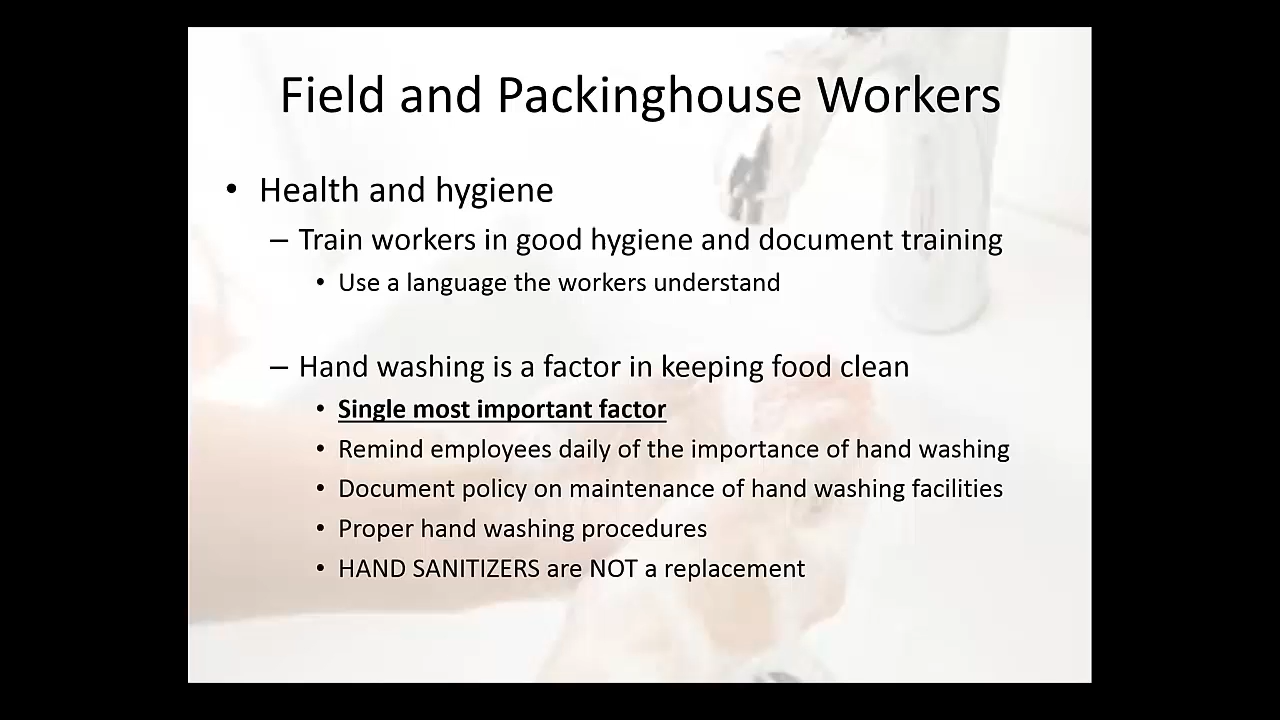 Field and Packinghouse Workers
• Health and hygiene
– Train workers in good hygiene and document training
• Use a language the workers understand
– Hand washing is a factor in keeping food clean
• Single most important factor
• Remind employees daily of the importance of hand washing
• Document policy on maintenance of hand washing facilities
• Proper hand washing procedures
• HAND SANITIZERS are NOT a replacement